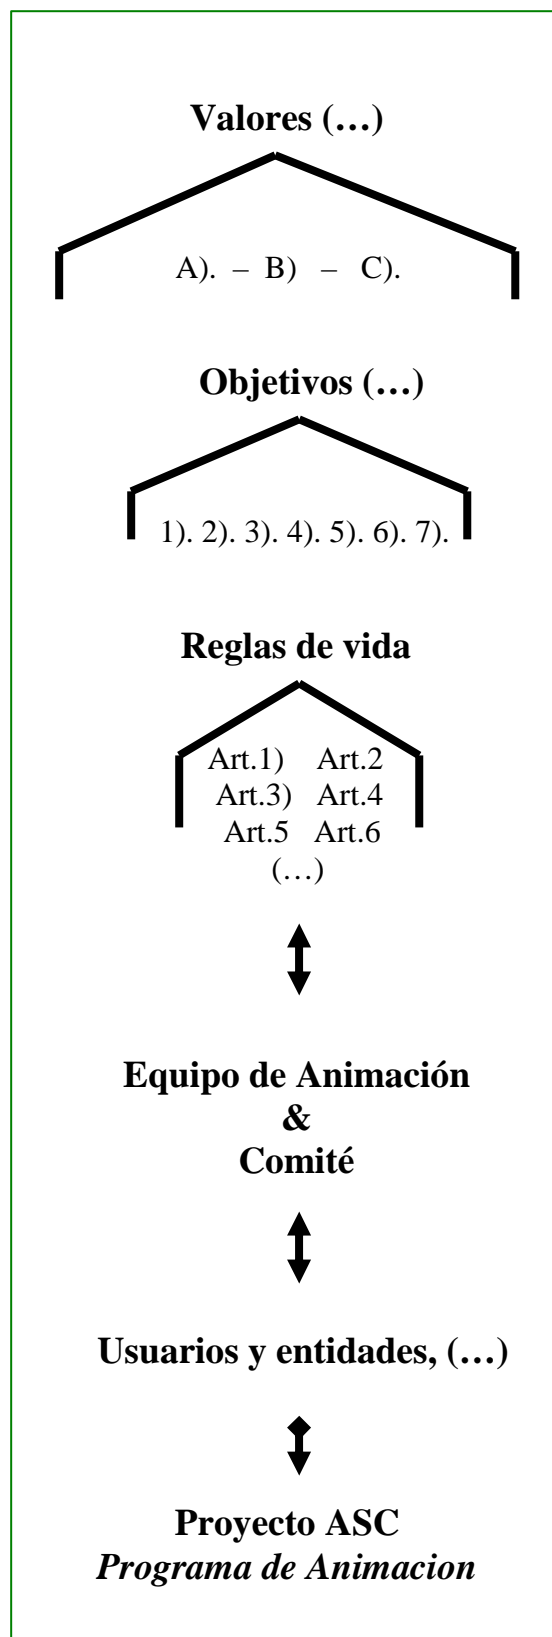 Valores (…)
A). – B) – C).
Objetivos (…)
1). 2). 3). 4). 5). 6). 7).
Reglas de vida
Art.1) Art.2
Art.3) Art.4
Art.5 Art.6
(…)
Equipo de Animación
&
Comité
Usuarios y entidades, (…)
Proyecto ASC
Programa de Animacion